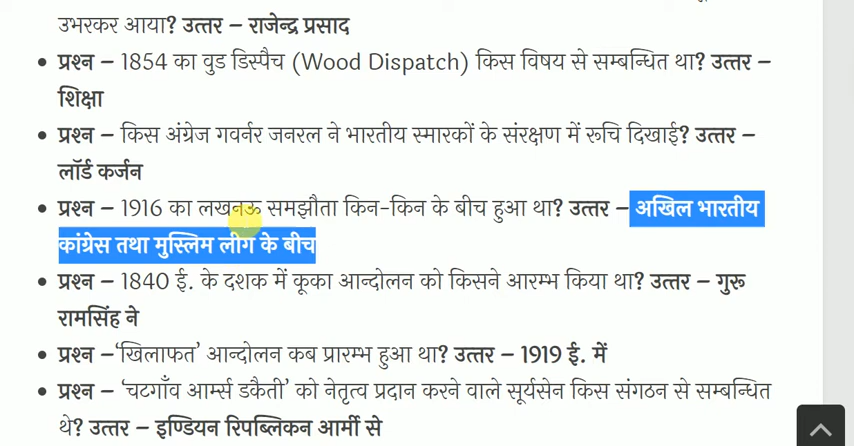 उभरकर आया? उत्तर – राजेन्द्र प्रसाद
प्रश्न – 1854 का वुड डिस्पैच (Wood Dispatch) किस विषय से सम्बन्धित था? उत्तर –
शिक्षा
प्रश्न – किस अंग्रेज गवर्नर जनरल ने भारतीय स्मारकों के संरक्षण में रूचि दिखाई? उत्तर –
लॉर्ड कर्जन
प्रश्न – 1916 का लखनऊ समझौता किन-किन के बीच हुआ था? उत्तर – अखिल भारतीय
कांग्रेस तथा मुस्लिम लीग के बीच
प्रश्न – 1840 ई. के दशक में कूका आन्दोलन को किसने आरम्भ किया था? उत्तर – गुरू
रामसिंह ने
प्रश्न –‘खिलाफत’ आन्दोलन कब प्रारम्भ हुआ था? उत्तर – 1919 ई. में
प्रश्न – ‘चटगाँव आर्म्स डकैती’ को नेतृत्व प्रदान करने वाले सूर्यसेन किस संगठन से सम्बन्धित
थे? उत्तर – इण्डियन रिपब्लिकन आर्मी से